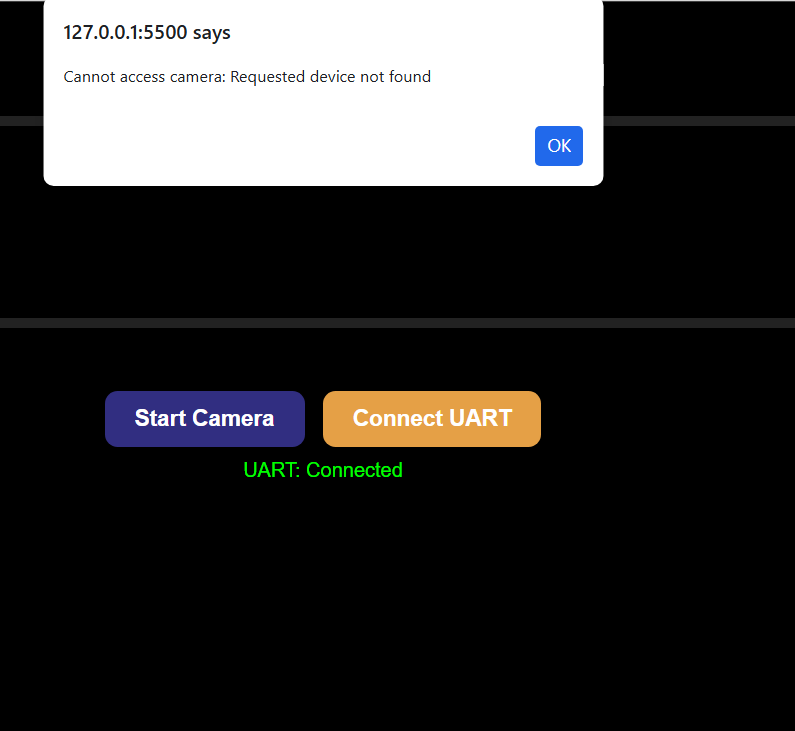 127.0.0.1:5500 says
Cannot access camera: Requested device not found
OK
Start Camera
Connect UART
UART: Connected